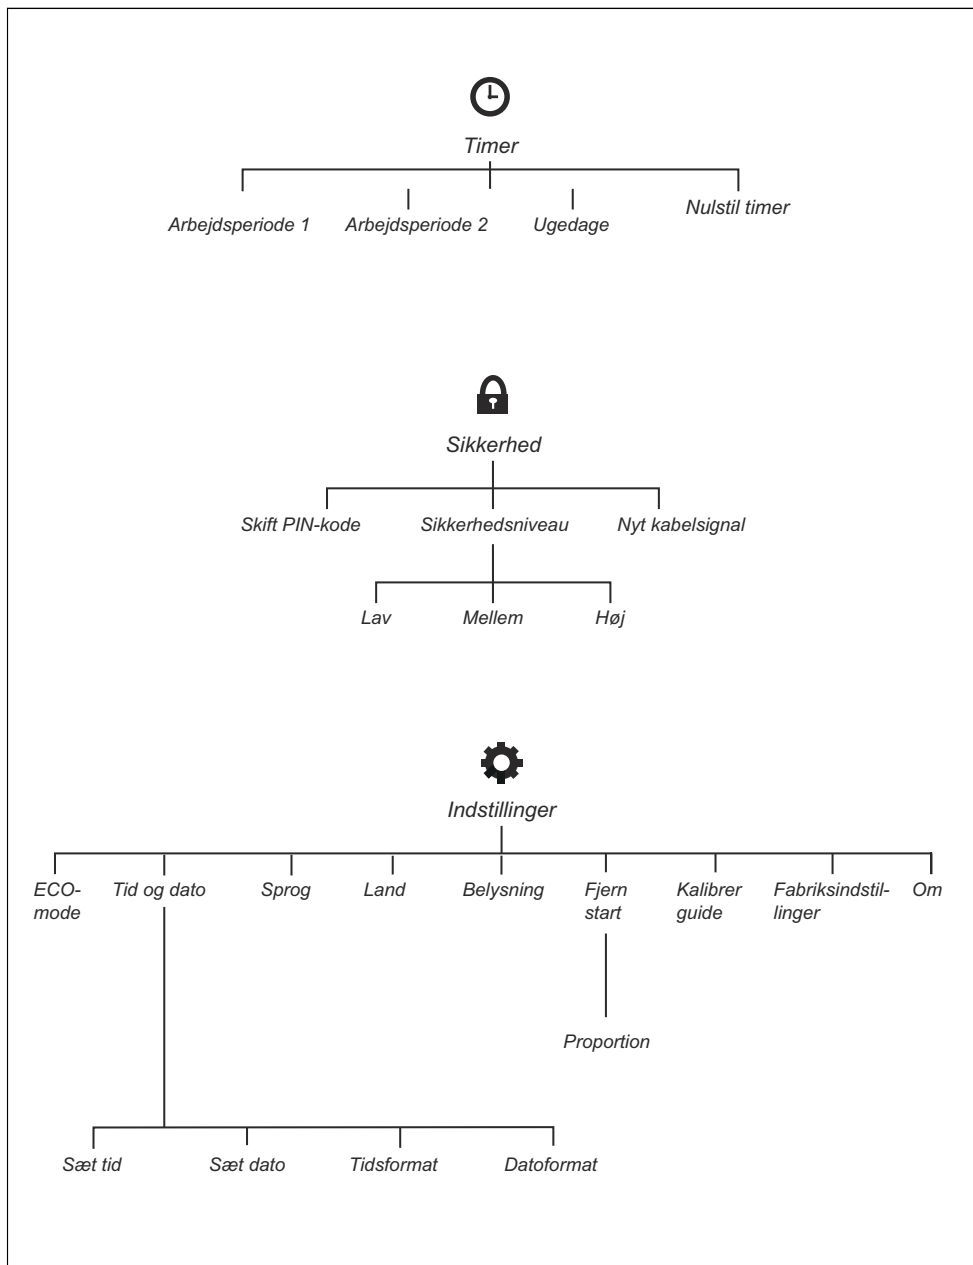 Timer
Arbejdsperiode 1
Arbejdsperiode 2
Ugedage
Nulstil timer
Sikkerhed
Skift PIN-kode
Sikkerhedsniveau
Nyt kabelsignal
Lav
Mellem
Høj
Indstillinger
ECO-
mode
Tid og dato
Sprog
Land
Belysning
Fjern
start
Kalibrer
guide
Fabriksindstil-
linger
Om
Proportion
Sæt tid
Sæt dato
Tidsformat
Datoformat